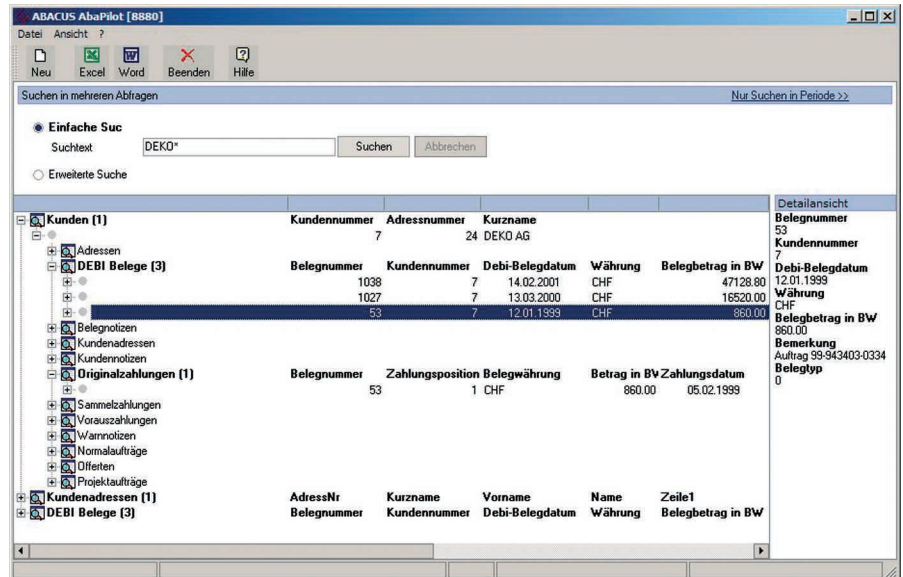 ABACUS AbaPilot [8880]
Datei Ansicht ?
Neu Excel Word Beenden Hilfe
Suchen in mehreren Abfragen Nur Suchen in Periode >>
Einfache Suc
Suchtext DEKO* Suchen Abbrechen
Erweiterte Suche
Detailansicht
Kunden (1) Kundennummer Adressnummer Kurzname
7 24 DEKO AG
Adressen
DEBI Belege (3) Belegnummer Kundennummer Debi-Belegdatum Währung Belegbetrag in BW
1038 7 14.02.2001 CHF 47128.80
1027 7 13.03.2000 CHF 16520.00
53 7 12.01.1999 CHF 860.00
Belegnotizen
Kundenadressen
Kundennotizen
Originalzahlungen (1) Belegnummer Zahlungsposition Belegwährung Betrag in BW Zahlungsdatum
53 1 CHF 860.00 05.02.1999
Sammelzahlungen
Vorauszahlungen
Warnnotizen
Normalaufträge
Offerten
Projektaufträge
Kundenadressen (1) AdressNr Kurzname Vorname Name Zeile1
DEBI Belege (3) Belegnummer Kundennummer Debi-Belegdatum Währung Belegbetrag in BW
Belegnummer
53
Kundennummer
7
Debi-Belegdatum
12.01.1999
Währung
CHF
Belegbetrag in BW
860.00
Bemerkung
Auftrag 99-943403-0334
Belegtyp
0